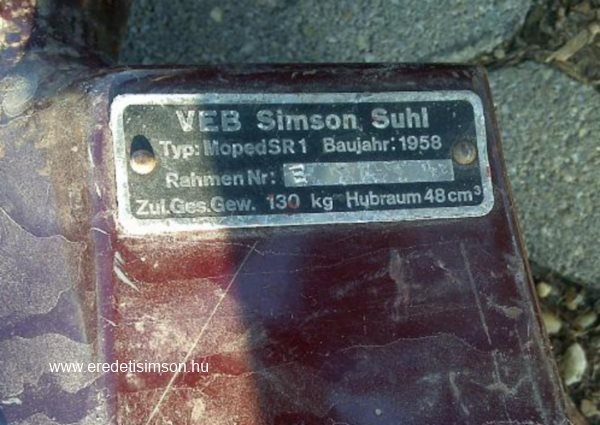 VEB Simson Suhl
Typ: Moped SR 1 Baujahr: 1958
Rahmen Nr:
Zul.Ges.Gew. 130 kg Hubraum 48 cm³
www.eredetisimson.hu